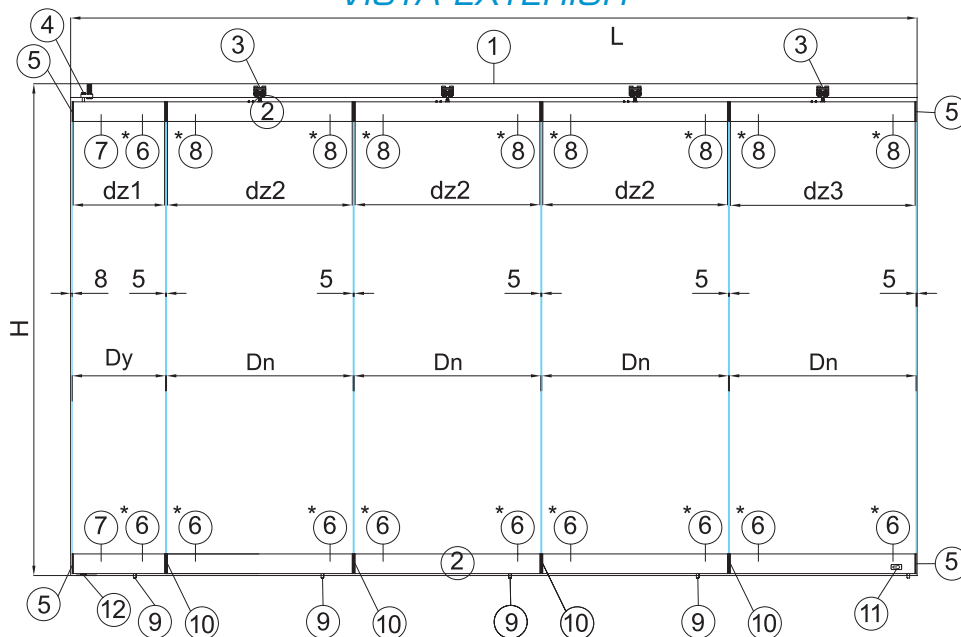 VISTA EXTERIOR
L
4 3 1 3
5
2 5
7 * 6 * 8 * 8 * 8 * 8 * 8 * 8 * 8 * 8
dz1 dz2 dz2 dz2 dz3
8 5 5 5 5 5
H
Dy Dn Dn Dn Dn
7 * 6 * 6 * 6 * 6 * 6 * 6 * 6 * 6 * 6
2 5
11
5 12 9 10 9 10 9 10 9 10